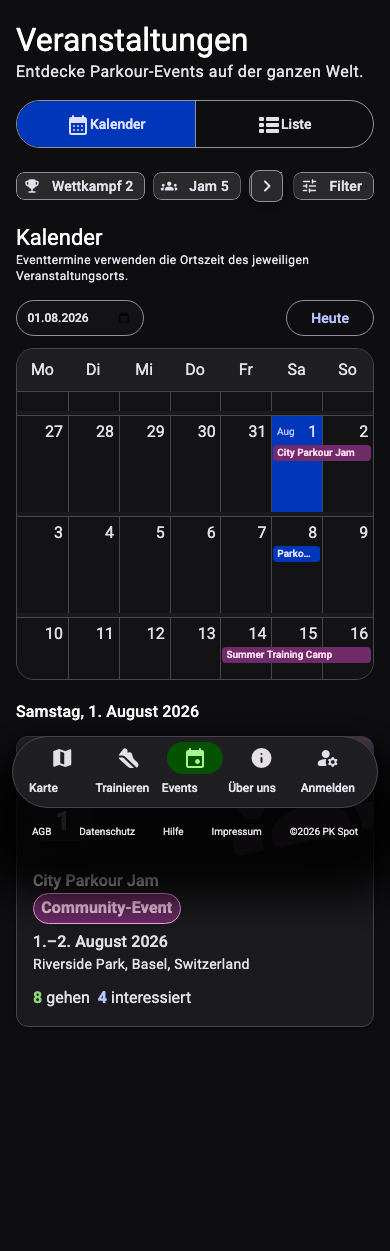 Veranstaltungen
Entdecke Parkour-Events auf der ganzen Welt.
Kalender Liste
Wettkampf 2 Jam 5 Filter
Kalender
Eventtermine verwenden die Ortszeit des jeweiligen
Veranstaltungsorts.
01.08.2026 Heute
Mo Di Mi Do Fr Sa So
27 28 29 30 31 Aug 1 2
City Parkour Jam
3 4 5 6 7 8 9
Parko...
10 11 12 13 14 15 16
Summer Training Camp
Samstag, 1. August 2026
Karte Trainieren Events Über uns Anmelden
1
AGB Datenschutz Hilfe Impressum ©2026 PK Spot
City Parkour Jam
Community-Event
1.–2. August 2026
Riverside Park, Basel, Switzerland
8 gehen 4 interessiert